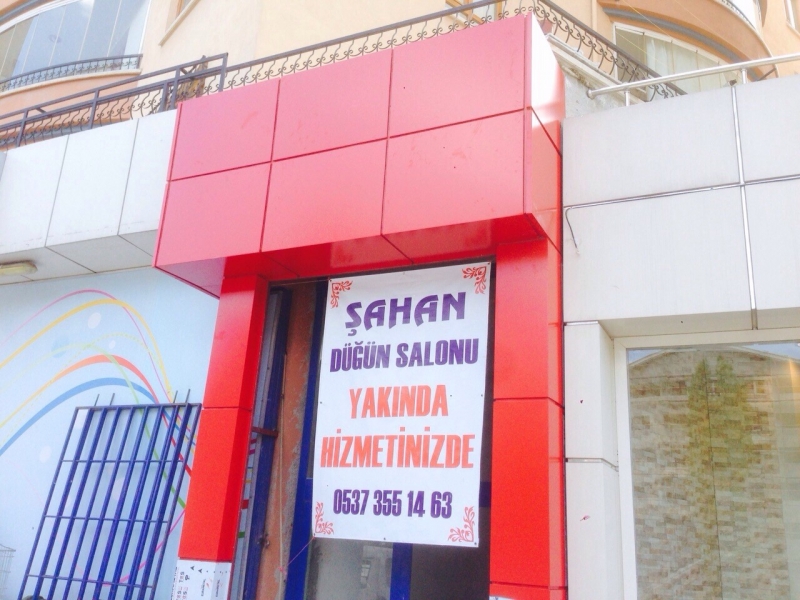 ŞAHAN
DÜĞÜN SALONU
YAKINDA
HİZMETİNİZDE
0537 355 14 63